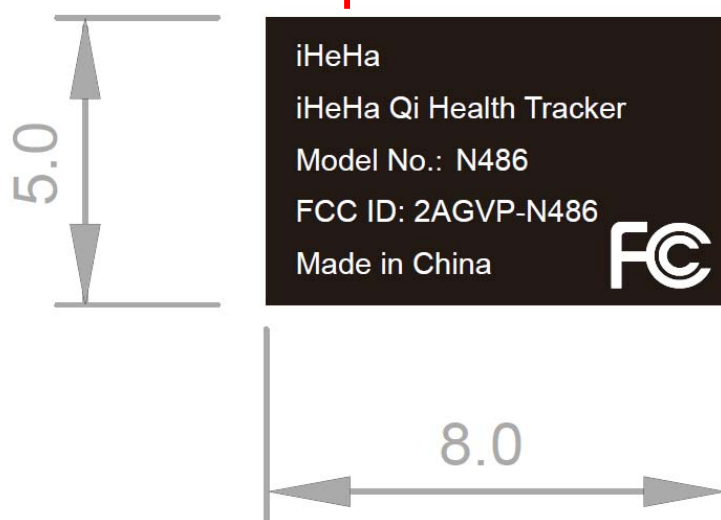 iHeHa
iHeHa Qi Health Tracker
Model No.: N486
FCC ID: 2AGVP-N486
Made in China
FC
5.0
8.0